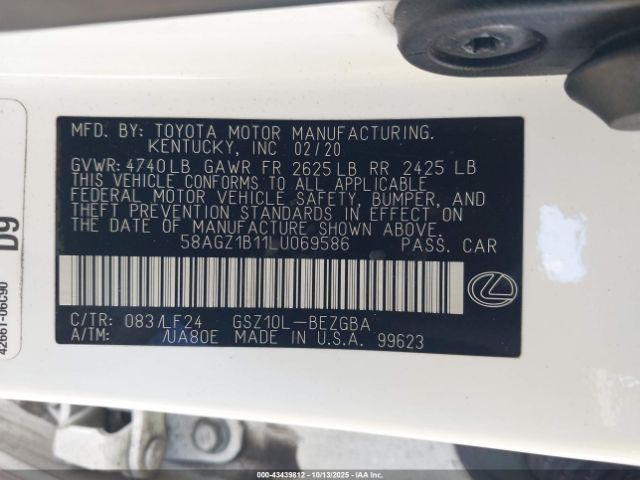 MFD. BY: TOYOTA MOTOR MANUFACTURING.
KENTUCKY, INC 02/20
GVWR: 4740LB GAWR FR 2625LB RR 2425 LB
THIS VEHICLE CONFORMS TO ALL APPLICABLE
FEDERAL MOTOR VEHICLE SAFETY, BUMPER, AND
THEFT PREVENTION STANDARDS IN EFFECT ON
THE DATE OF MANUFACTURE SHOWN ABOVE.
58AGZ1B11LU069586 PASS. CAR
C/TR: 083/LF24 GSZ10L-BEZGBA
A/TM: /UA80E MADE IN U.S.A. 99623
D9
42661-06C90
000-43439812 - 10/13/2025 - IAA Inc.